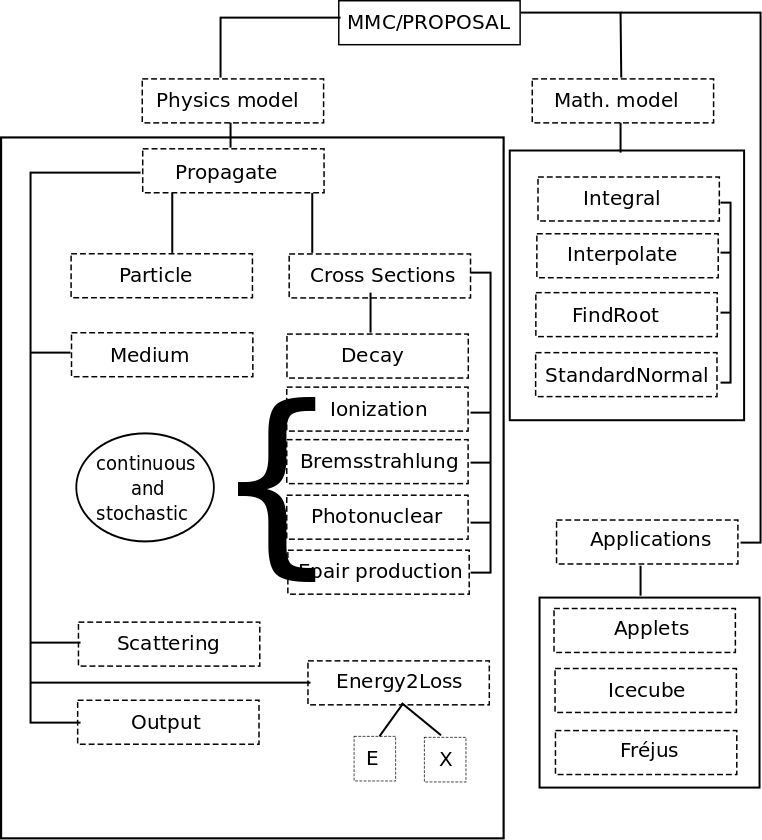 MMC/PROPOSAL
Physics model
Math. model
Propagate
Particle
Cross Sections
Medium
Decay
Ionization
Bremsstrahlung
Photonuclear
Epair production
continuous
and
stochastic
Scattering
Energy2Loss
Output
E
X
Integral
Interpolate
FindRoot
StandardNormal
Applications
Applets
Icecube
Fréjus